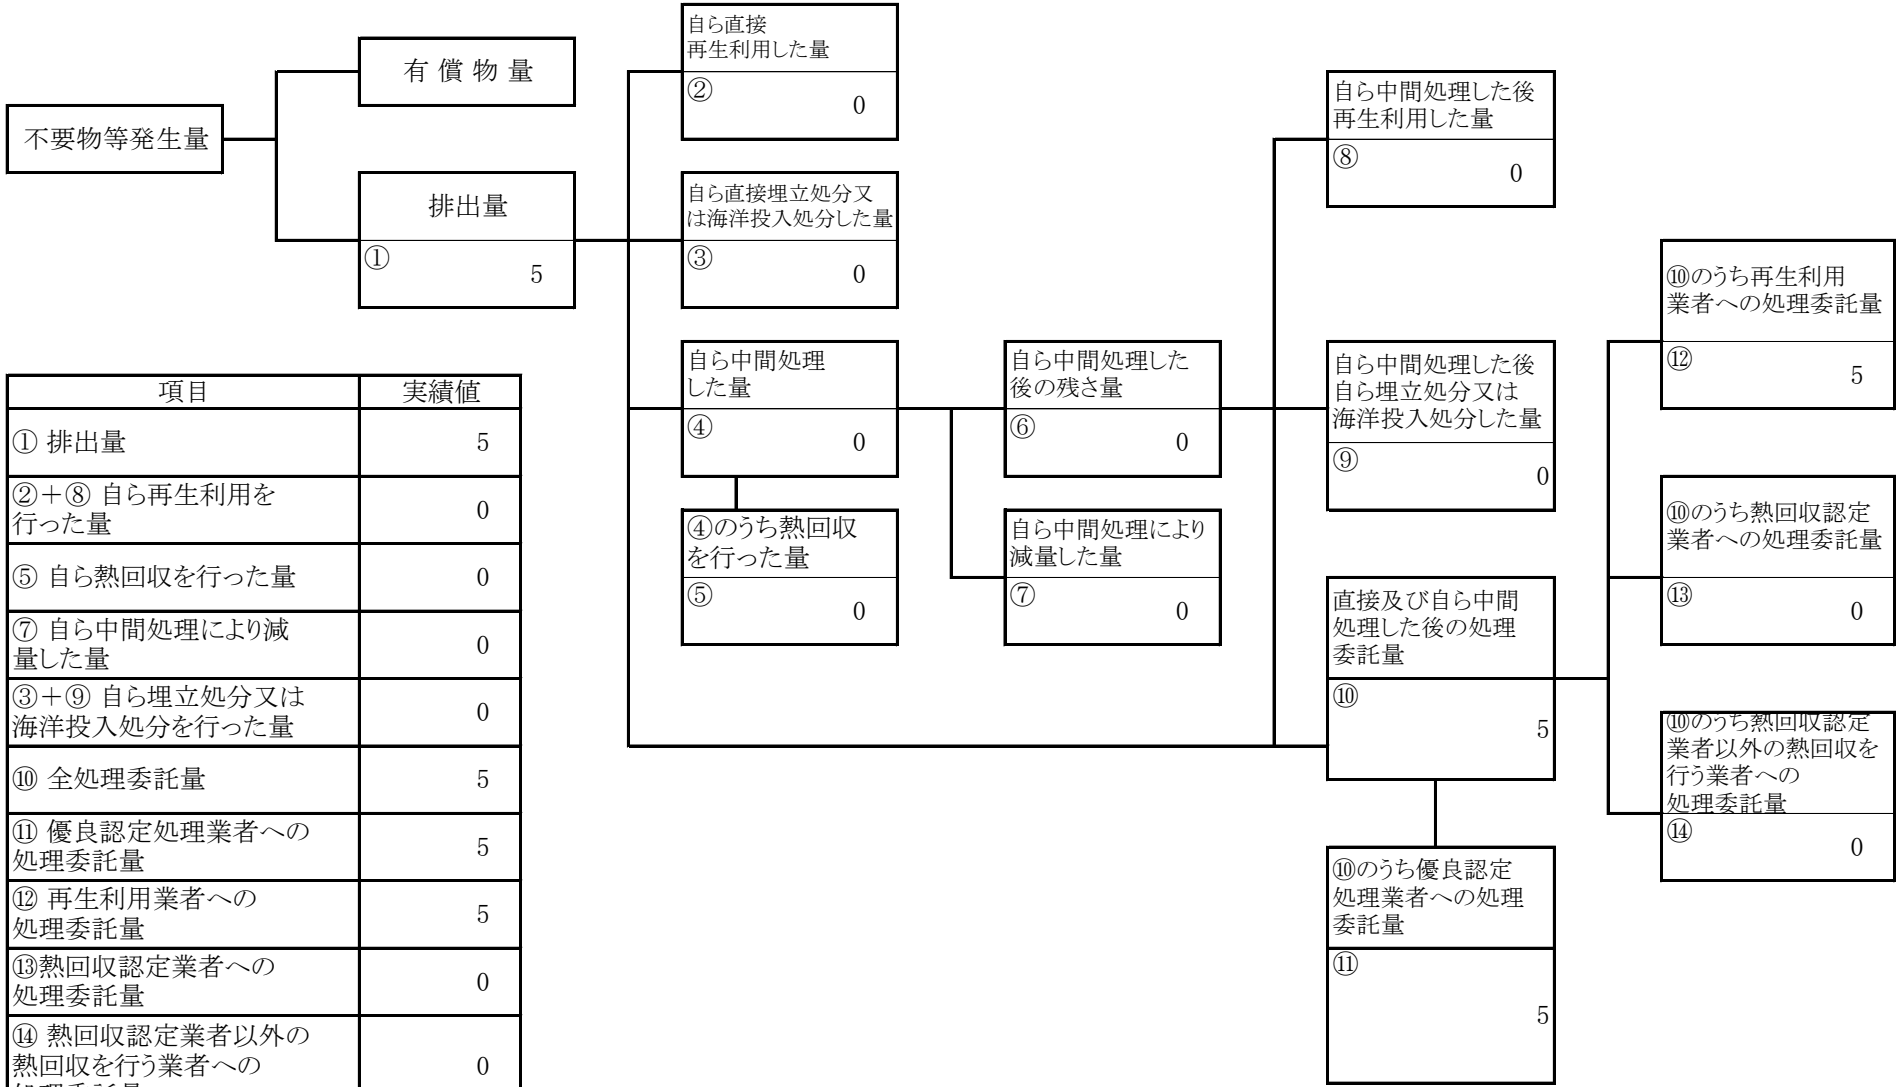 不要物等発生量
有 償 物 量
排出量
①
5
自ら直接
再生利用した量
②
0
自ら直接埋立処分又
は海洋投入処分した量
③
0
自ら中間処理
した量
④
0
④のうち熱回収
を行った量
⑤
0
自ら中間処理した
後の残さ量
⑥
0
自ら中間処理により
減量した量
⑦
0
自ら中間処理した後
再生利用した量
⑧
0
自ら中間処理した後
自ら埋立処分又は
海洋投入処分した量
⑨
0
直接及び自ら中間
処理した後の処理
委託量
⑩
5
⑩のうち優良認定
処理業者への処理
委託量
⑪
5
⑩のうち再生利用
業者への処理委託量
⑫
5
⑩のうち熱回収認定
業者への処理委託量
⑬
0
⑩のうち熱回収認定
業者以外の熱回収を
行う業者への
処理委託量
⑭
0
項目 実績値
① 排出量 5
②＋⑧ 自ら再生利用を
行った量 0
⑤ 自ら熱回収を行った量 0
⑦ 自ら中間処理により減
量した量 0
③＋⑨ 自ら埋立処分又は
海洋投入処分を行った量 0
⑩ 全処理委託量 5
⑪ 優良認定処理業者への
処理委託量 5
⑫ 再生利用業者への
処理委託量 5
⑬熱回収認定業者への
処理委託量 0
⑭ 熱回収認定業者以外の
熱回収を行う業者への 0